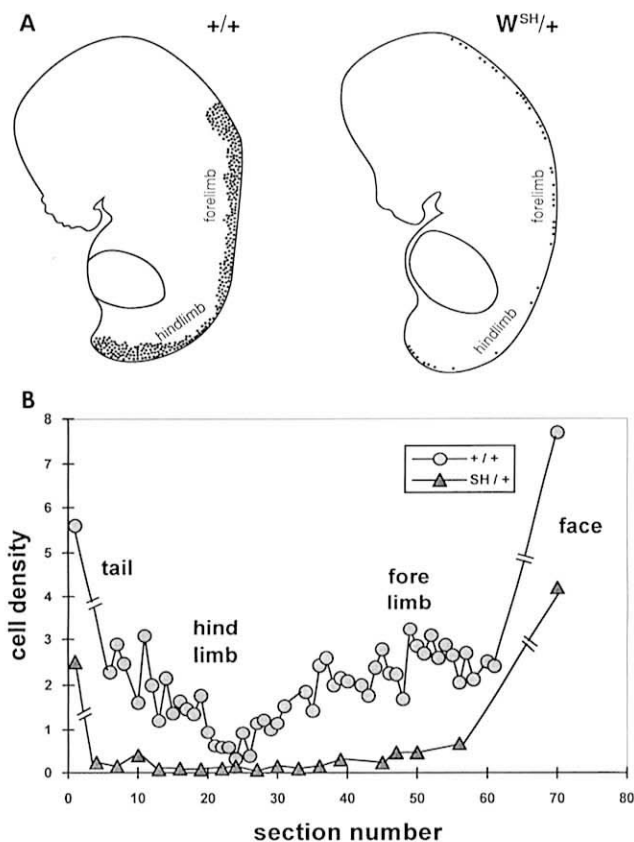 A
+/+
W^SH/+
forelimb
hindlimb
forelimb
hindlimb
B
8
7
6
5
4
3
2
1
0
cell density
+ / +
SH / +
tail
hind
limb
fore
limb
face
0 10 20 30 40 50 60 70 80
section number